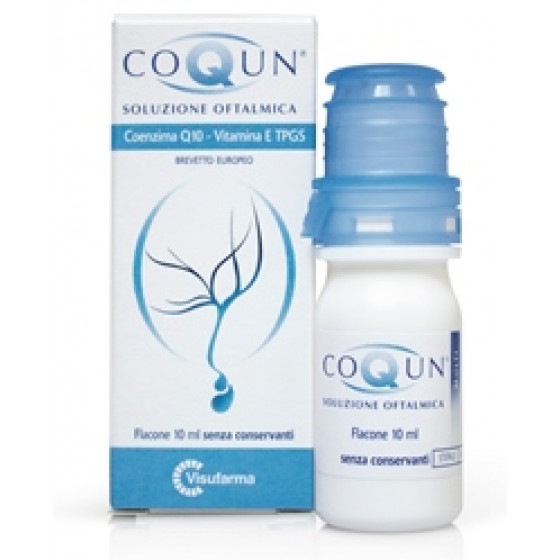 COQUN®
SOLUZIONE OFTALMICA
Coenzima Q10 - Vitamina E TPGS
BREVETTO EUROPEO
Flacone 10 ml senza conservanti
Visufarma
COQUN®
SOLUZIONE OFTALMICA
Flacone 10 ml
senza conservanti